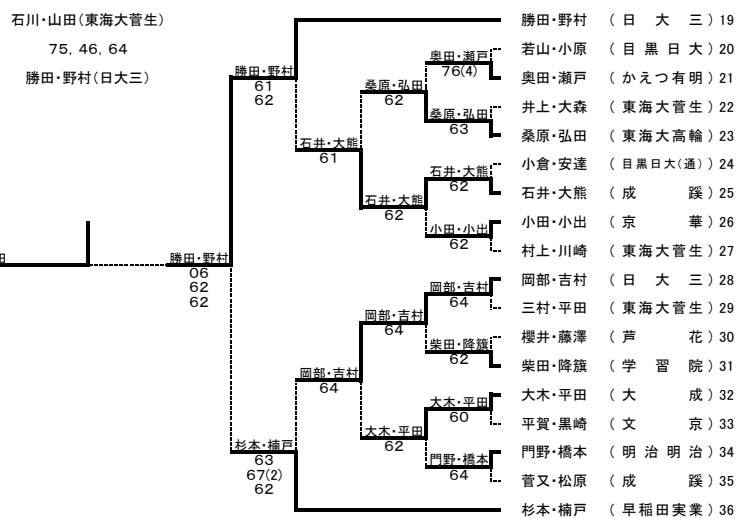 石川・山田(東海大菅生)
75, 46, 64
勝田・野村(日大三)
田
勝田・野村
06
62
62
勝田・野村
61
62
杉本・楠戸
63
67(2)
62
石井・大熊
61
岡部・吉村
64
桑原・弘田
62
石井・大熊
62
岡部・吉村
64
大木・平田
62
奥田・瀬戸
76(4)
桑原・弘田
63
石井・大熊
62
小田・小出
62
岡部・吉村
64
柴田・降簱
62
大木・平田
60
門野・橋本
64
勝田・野村 (日大三) 19
若山・小原 (目黒日大) 20
奥田・瀬戸 (かえつ有明) 21
井上・大森 (東海大菅生) 22
桑原・弘田 (東海大高輪) 23
小倉・安達 (目黒日大(通)) 24
石井・大熊 (成蹊) 25
小田・小出 (京華) 26
村上・川崎 (東海大菅生) 27
岡部・吉村 (日大三) 28
三村・平田 (東海大菅生) 29
櫻井・藤澤 (芦花) 30
柴田・降簱 (学習院) 31
大木・平田 (大成) 32
平賀・黒崎 (文京) 33
門野・橋本 (明治明治) 34
菅又・松原 (成蹊) 35
杉本・楠戸 (早稲田実業) 36